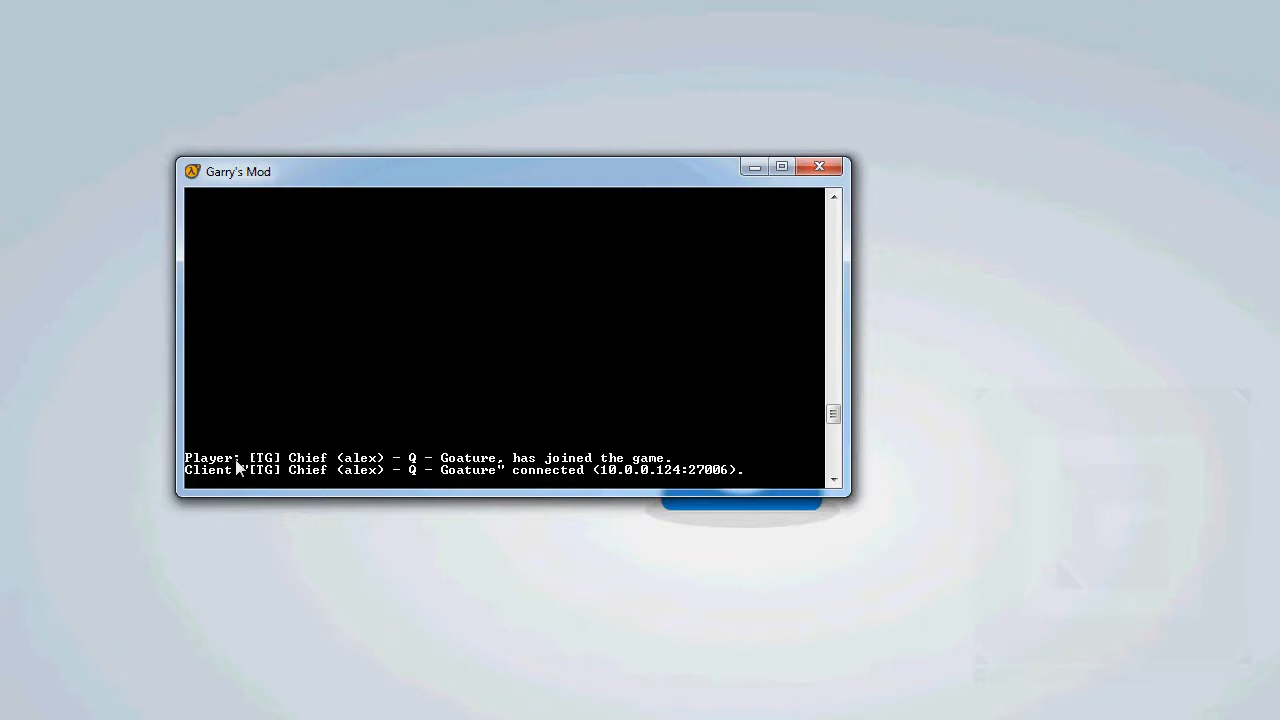 Garry's Mod
Player: [TG] Chief (alex) - Q - Goature, has joined the game.
Client "[TG] Chief (alex) - Q - Goature" connected (10.0.0.124:27006).